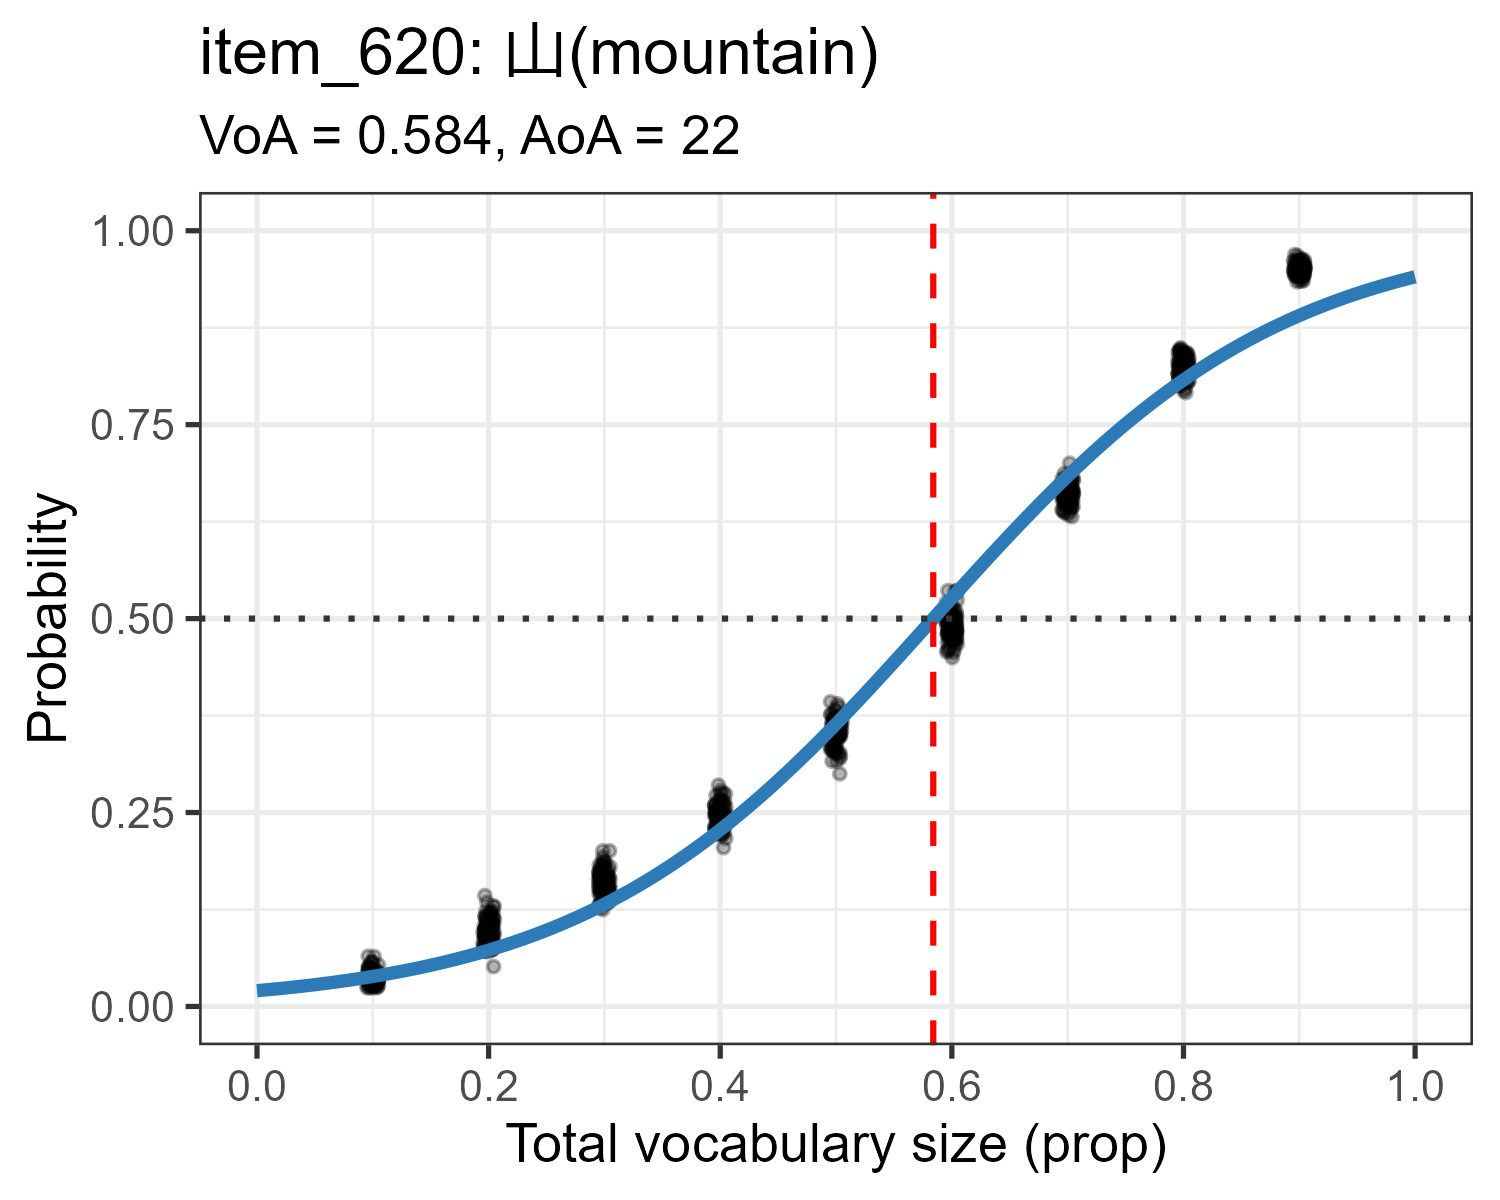 item_620: 山(mountain)
VoA = 0.584, AoA = 22
1.00
0.75
0.50
0.25
0.00
Probability
0.0 0.2 0.4 0.6 0.8 1.0
Total vocabulary size (prop)